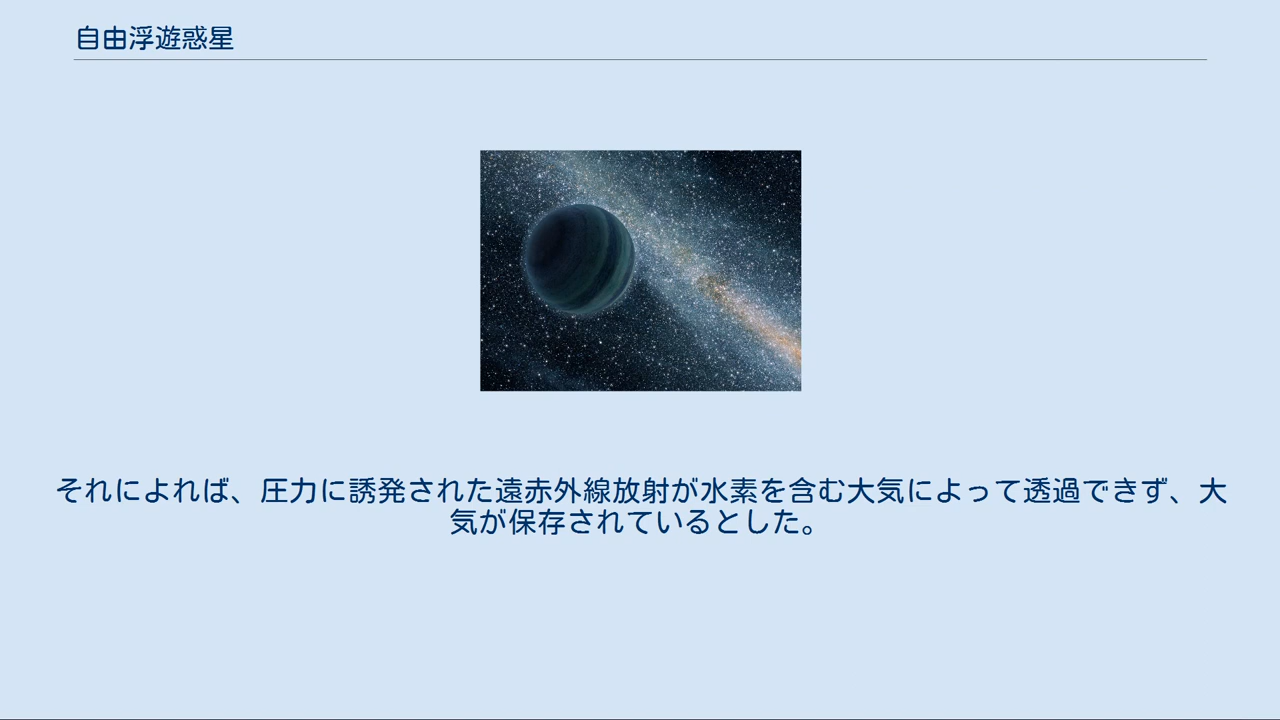 自由浮遊惑星
それによれば、圧力に誘発された遠赤外線放射が水素を含む大気によって透過できず、大
気が保存されているとした。